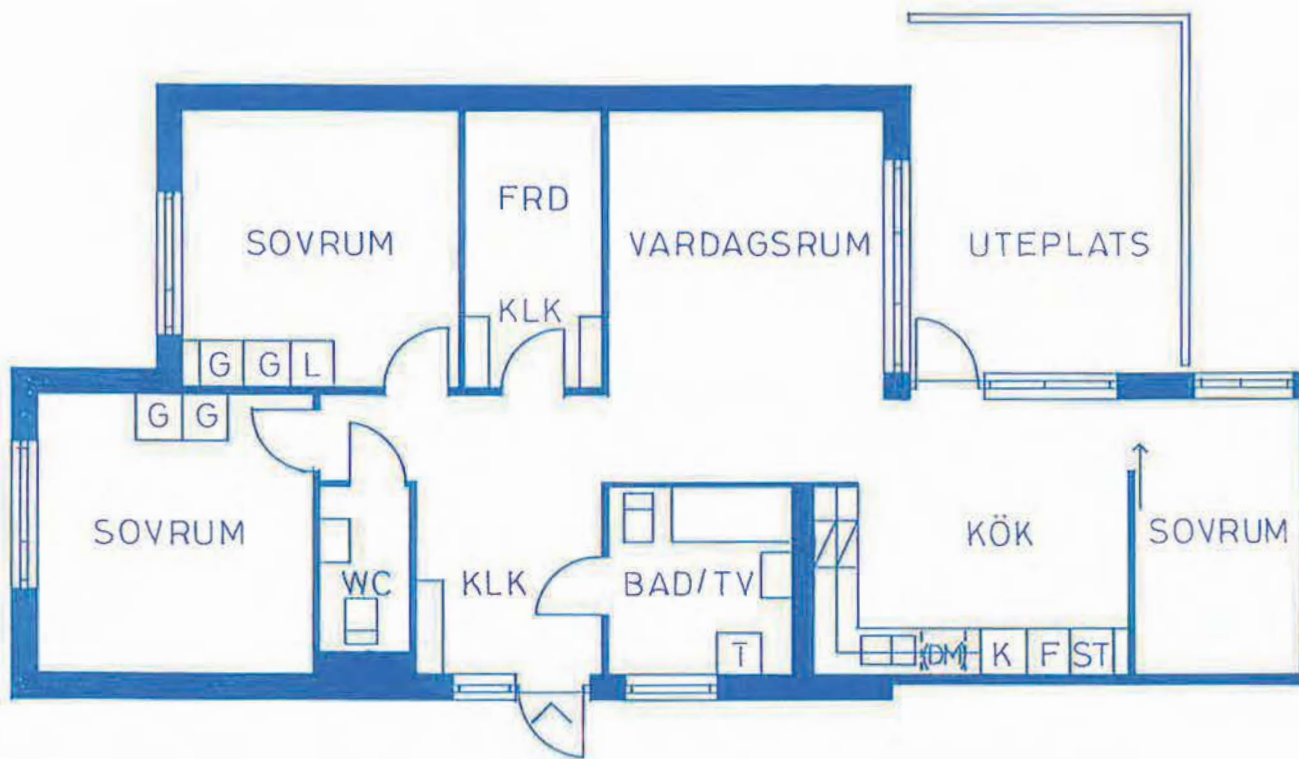 FRD
SOVRUM
VARDAGSRUM
UTEPLATS
KLK
G G L
G G
SOVRUM
WC
KLK
BAD/TV
T
KÖK
SOVRUM
(DM) K F ST